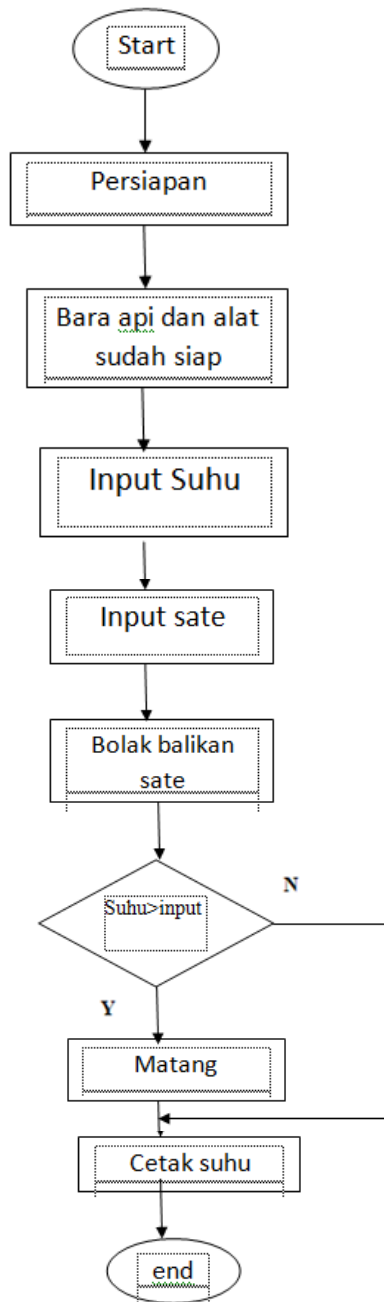 Start
Persiapan
Bara api dan alat
sudah siap
Input Suhu
Input sate
Bolak balikan
sate
Suhu>input
N
Y
Matang
Cetak suhu
end